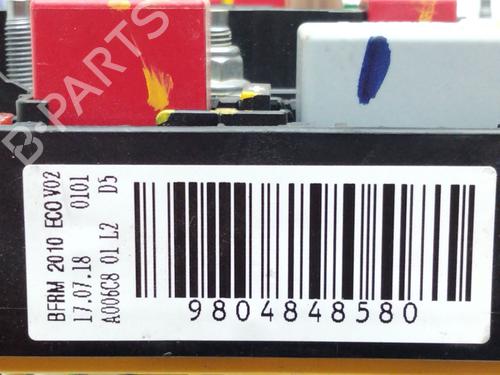 B-PARTS
BFRM 2010 ECO V02
17.07.18 0101
A006C8 01 L2 D5
9804848580